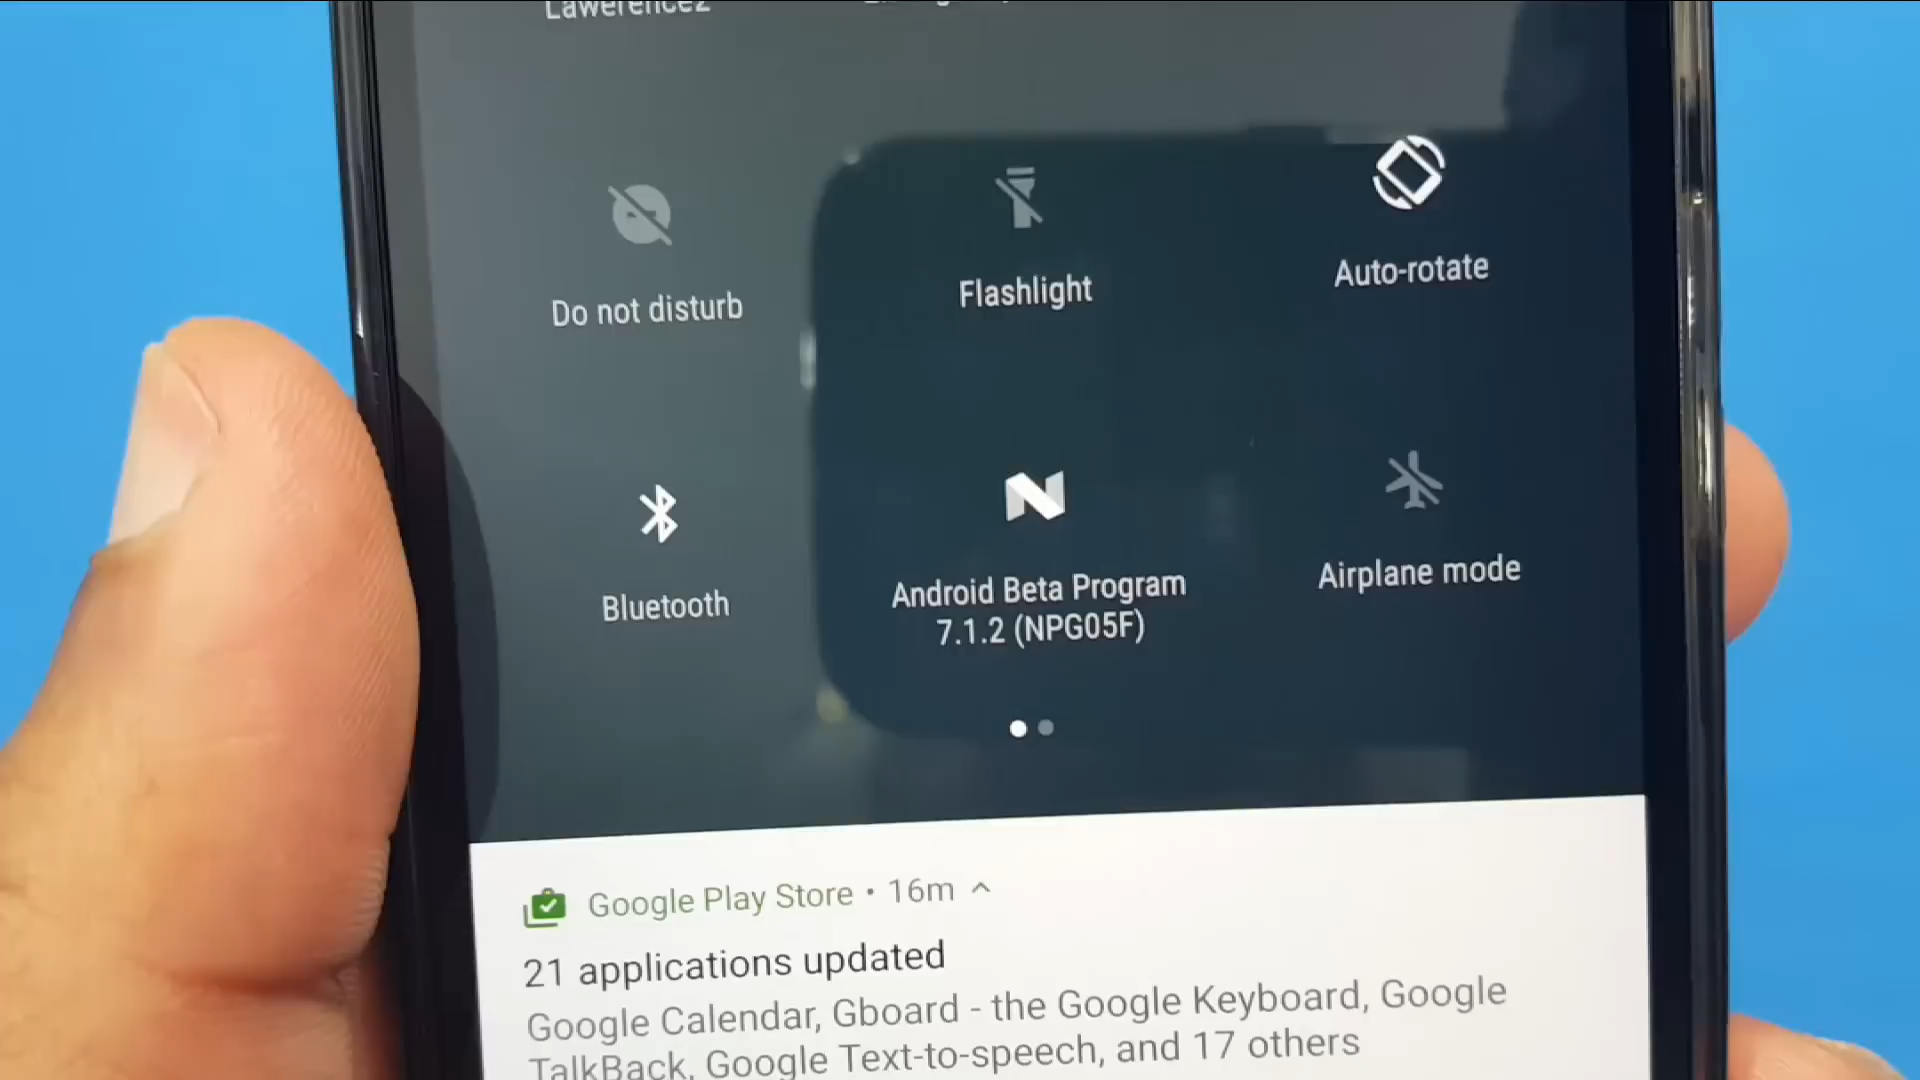 Lawerence2
Do not disturb
Flashlight
Auto-rotate
Bluetooth
Android Beta Program
7.1.2 (NPG05F)
Airplane mode
Google Play Store • 16m
21 applications updated
Google Calendar, Gboard - the Google Keyboard, Google
TalkBack, Google Text-to-speech, and 17 others